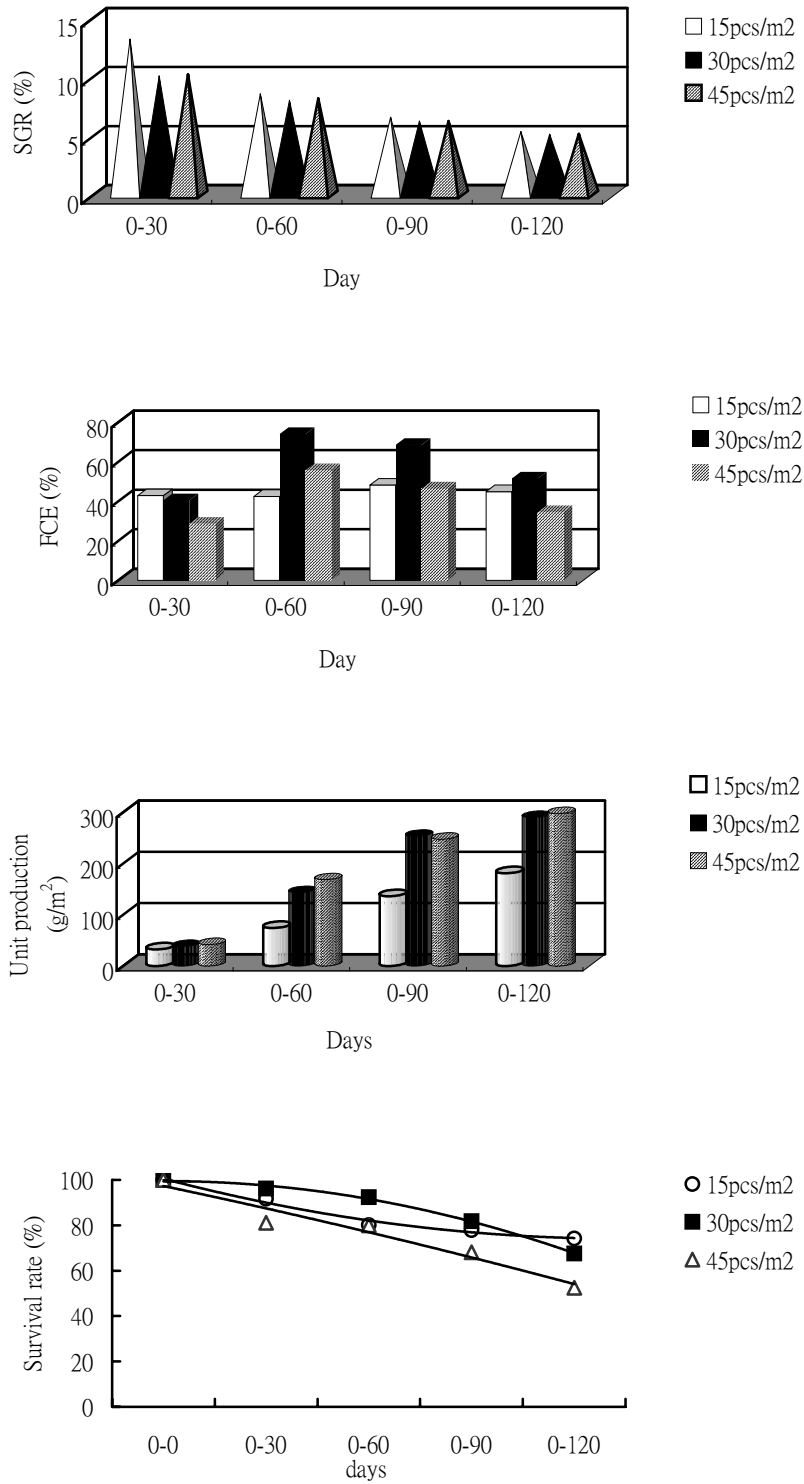 15
10
5
0
SGR (%)
0-30 0-60 0-90 0-120
Day
15pcs/m2
30pcs/m2
45pcs/m2
80
60
40
20
0
FCE (%)
0-30 0-60 0-90 0-120
Day
15pcs/m2
30pcs/m2
45pcs/m2
300
200
100
0
Unit production
(g/m²)
0-30 0-60 0-90 0-120
Days
15pcs/m2
30pcs/m2
45pcs/m2
100
80
60
40
20
0
Survival rate (%)
0-0 0-30 0-60 0-90 0-120
days
15pcs/m2
30pcs/m2
45pcs/m2